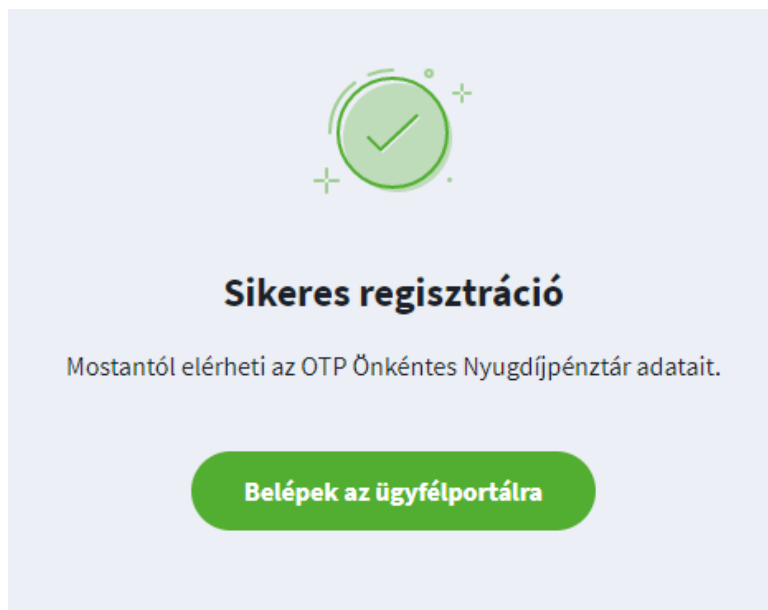 Sikeres regisztráció
Mostantól elérheti az OTP Önkéntes Nyugdíjpénztár adatait.
Belépek az ügyfélportálra